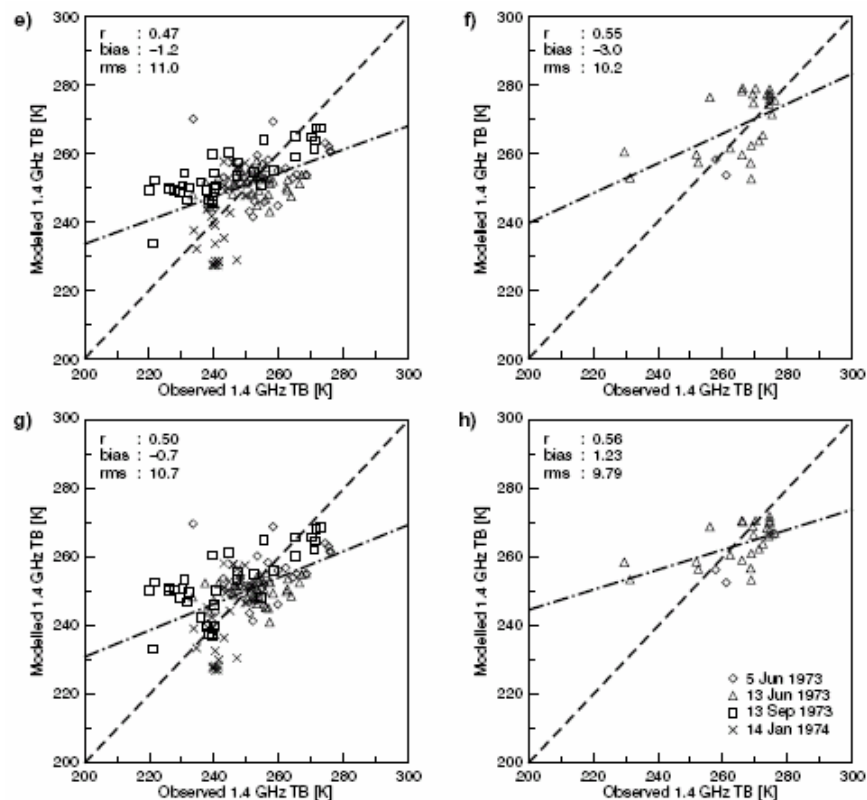 e)
r : 0.47
bias : -1.2
rms : 11.0
300
280
260
240
220
200
Modelled 1.4 GHz TB [K]
200 220 240 260 280 300
Observed 1.4 GHz TB [K]
f)
r : 0.55
bias : -3.0
rms : 10.2
300
280
260
240
220
200
Modelled 1.4 GHz TB [K]
200 220 240 260 280 300
Observed 1.4 GHz TB [K]
g)
r : 0.50
bias : -0.7
rms : 10.7
300
280
260
240
220
200
Modelled 1.4 GHz TB [K]
200 220 240 260 280 300
Observed 1.4 GHz TB [K]
h)
r : 0.56
bias : 1.23
rms : 9.79
300
280
260
240
220
200
Modelled 1.4 GHz TB [K]
5 Jun 1973
13 Jun 1973
13 Sep 1973
14 Jan 1974
200 220 240 260 280 300
Observed 1.4 GHz TB [K]